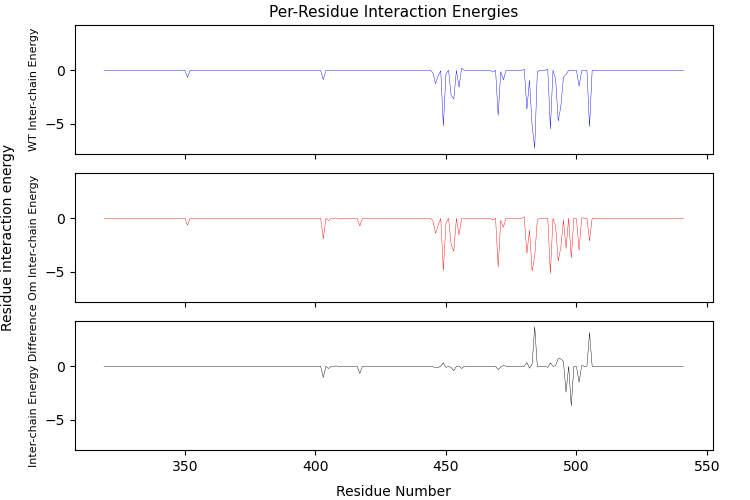 Per-Residue Interaction Energies
Residue interaction energy
WT Inter-chain Energy
0
−5
Om Inter-chain Energy
0
−5
Inter-chain Energy Difference
0
−5
350
400
450
500
550
Residue Number